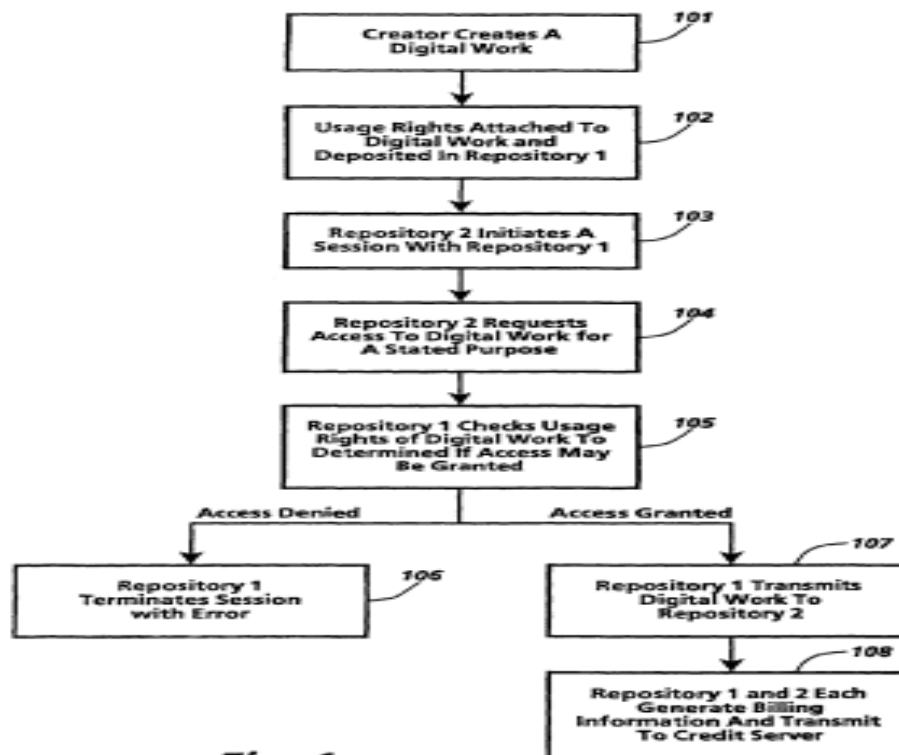 101
Creator Creates A
Digital Work
102
Usage Rights Attached To
Digital Work and
Deposited In Repository 1
103
Repository 2 Initiates A
Session With Repository 1
104
Repository 2 Requests
Access To Digital Work for
A Stated Purpose
105
Repository 1 Checks Usage
Rights of Digital Work To
Determined If Access May
Be Granted
Access Denied
Access Granted
106
Repository 1
Terminates Session
with Error
107
Repository 1 Transmits
Digital Work To
Repository 2
108
Repository 1 and 2 Each
Generate Billing
Information And Transmit
To Credit Server